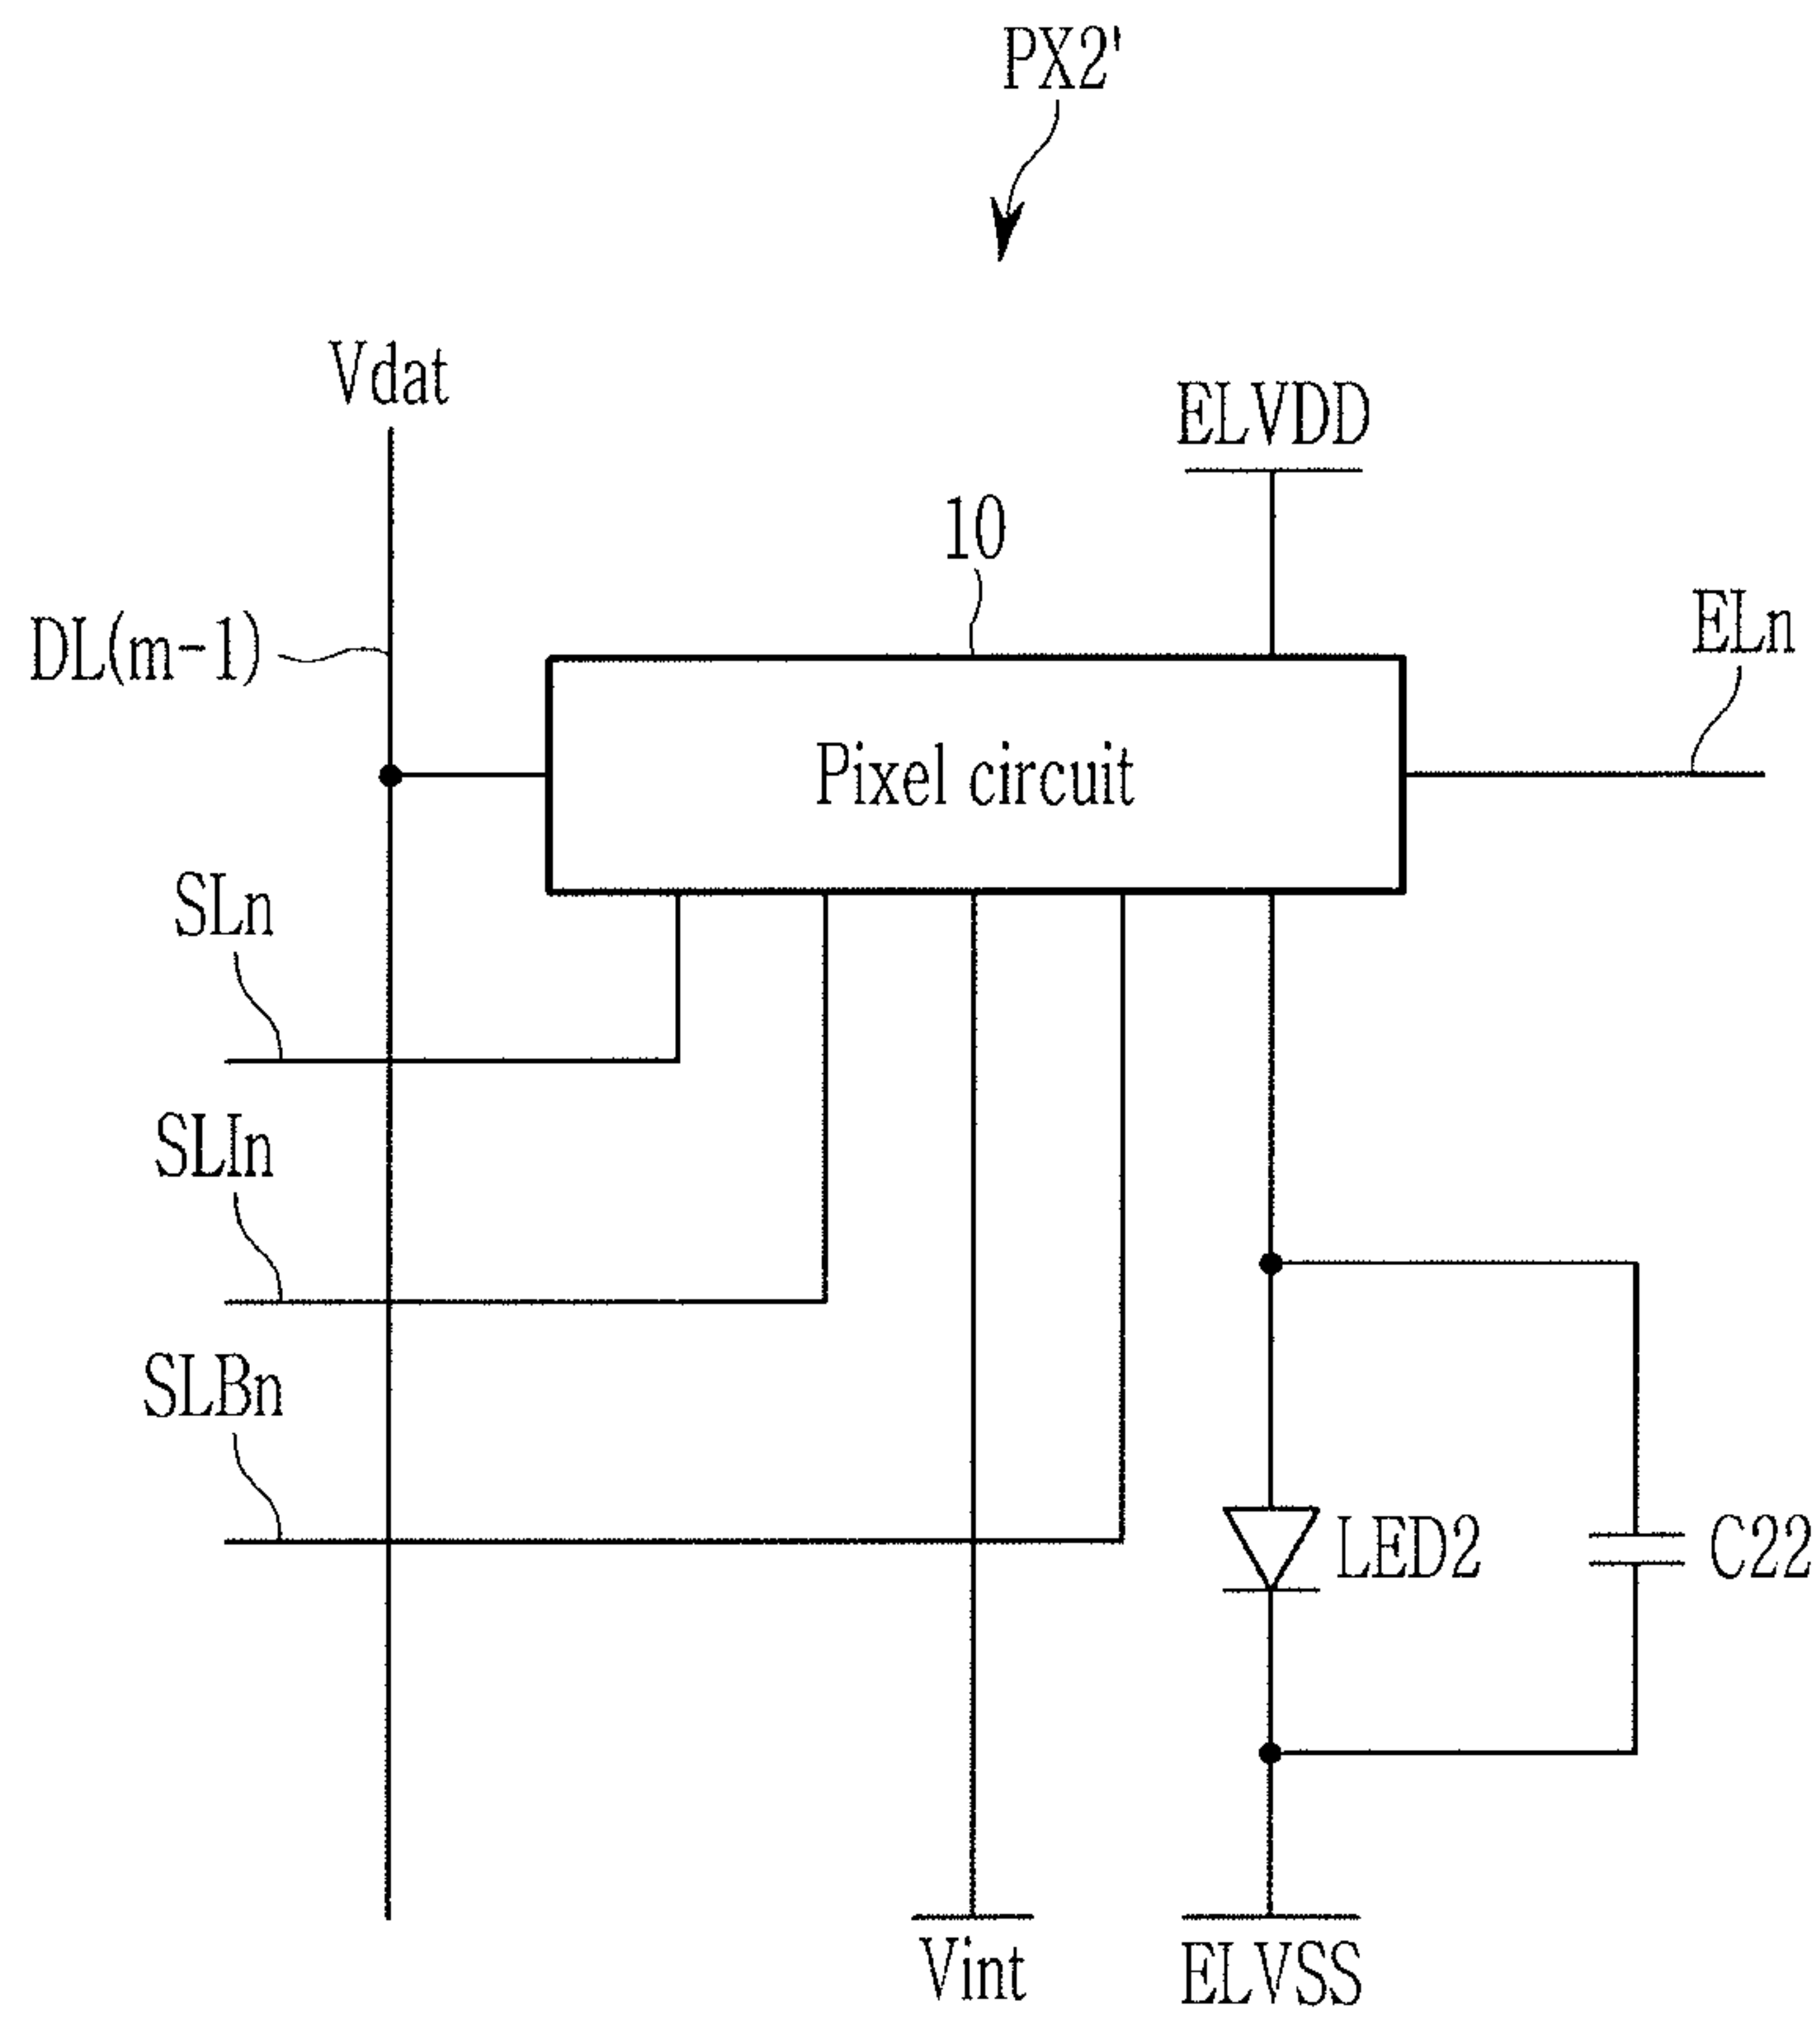 PX2'
Vdat
ELVDD
10
DL(m-1)
ELn
Pixel circuit
SLn
SLIn
SLBn
LED2
C22
Vint
ELVSS